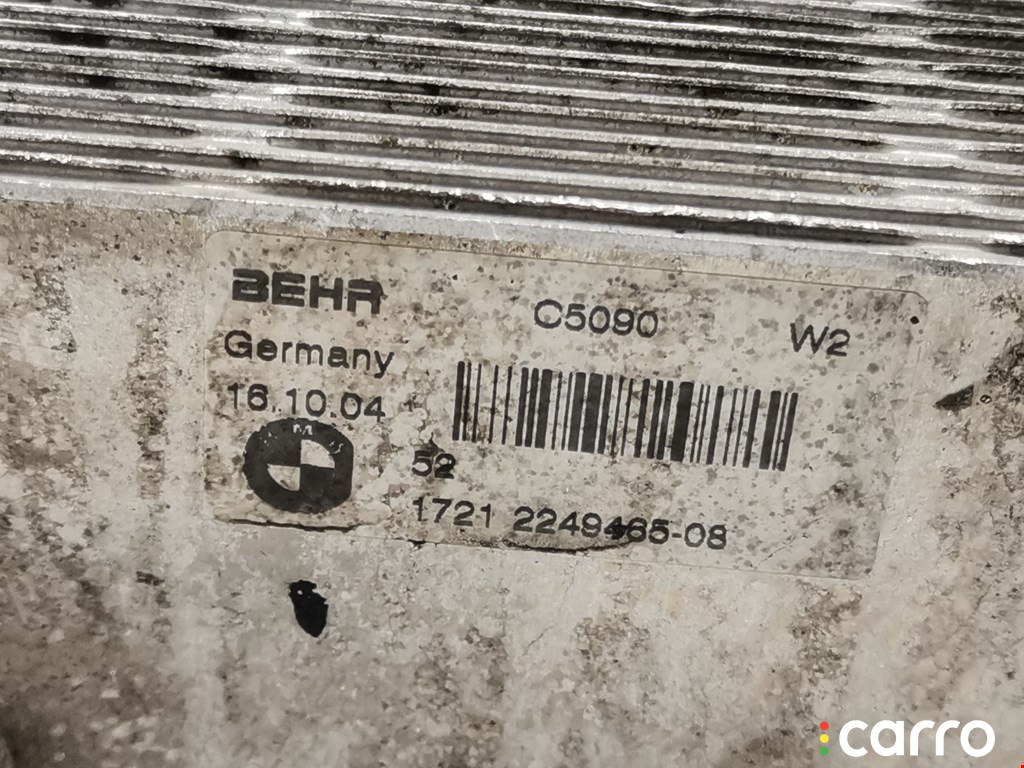 BEHR C5090 W2
Germany
16.10.04
52
1721 2249465-08
carro